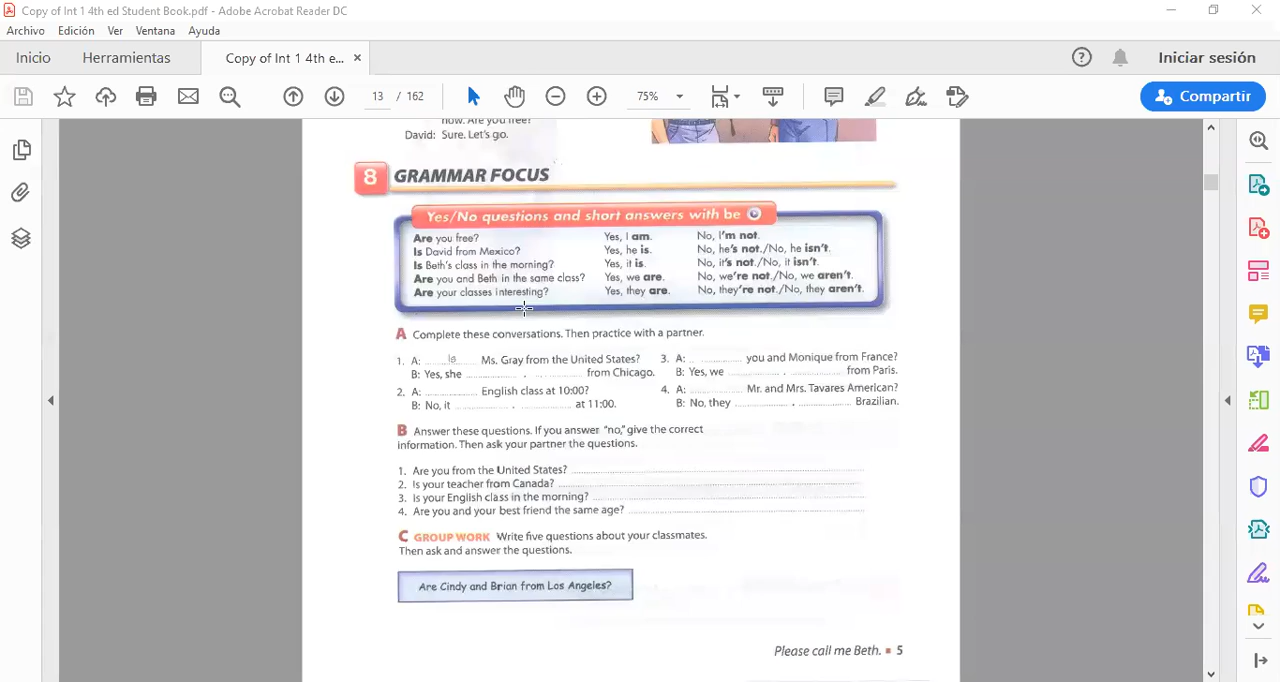 Copy of Int 1 4th ed Student Book.pdf - Adobe Acrobat Reader DC
Archivo Edición Ver Ventana Ayuda
Inicio Herramientas Copy of Int 1 4th e... × Iniciar sesión
13 / 162 75% Compartir
now. Are you free?
David: Sure. Let's go.
8 GRAMMAR FOCUS
Yes/No questions and short answers with be
Are you free? Yes, I am. No, I'm not.
Is David from Mexico? Yes, he is. No, he's not./No, he isn't.
Is Beth's class in the morning? Yes, it is. No, it's not./No, it isn't.
Are you and Beth in the same class? Yes, we are. No, we're not./No, we aren't.
Are your classes interesting? Yes, they are. No, they're not./No, they aren't.
A Complete these conversations. Then practice with a partner.
1. A: ......Is...... Ms. Gray from the United States?
B: Yes, she ............ . ............ from Chicago.
2. A: ............ English class at 10:00?
B: No, it ............ . ............ at 11:00.
3. A: ............ you and Monique from France?
B: Yes, we ............ . ............ from Paris.
4. A: ............ Mr. and Mrs. Tavares American?
B: No, they ............ . ............ Brazilian.
B Answer these questions. If you answer "no," give the correct
information. Then ask your partner the questions.
1. Are you from the United States? ............
2. Is your teacher from Canada? ............
3. Is your English class in the morning? ............
4. Are you and your best friend the same age? ............
C GROUP WORK Write five questions about your classmates.
Then ask and answer the questions.
Are Cindy and Brian from Los Angeles?
Please call me Beth. ▪ 5